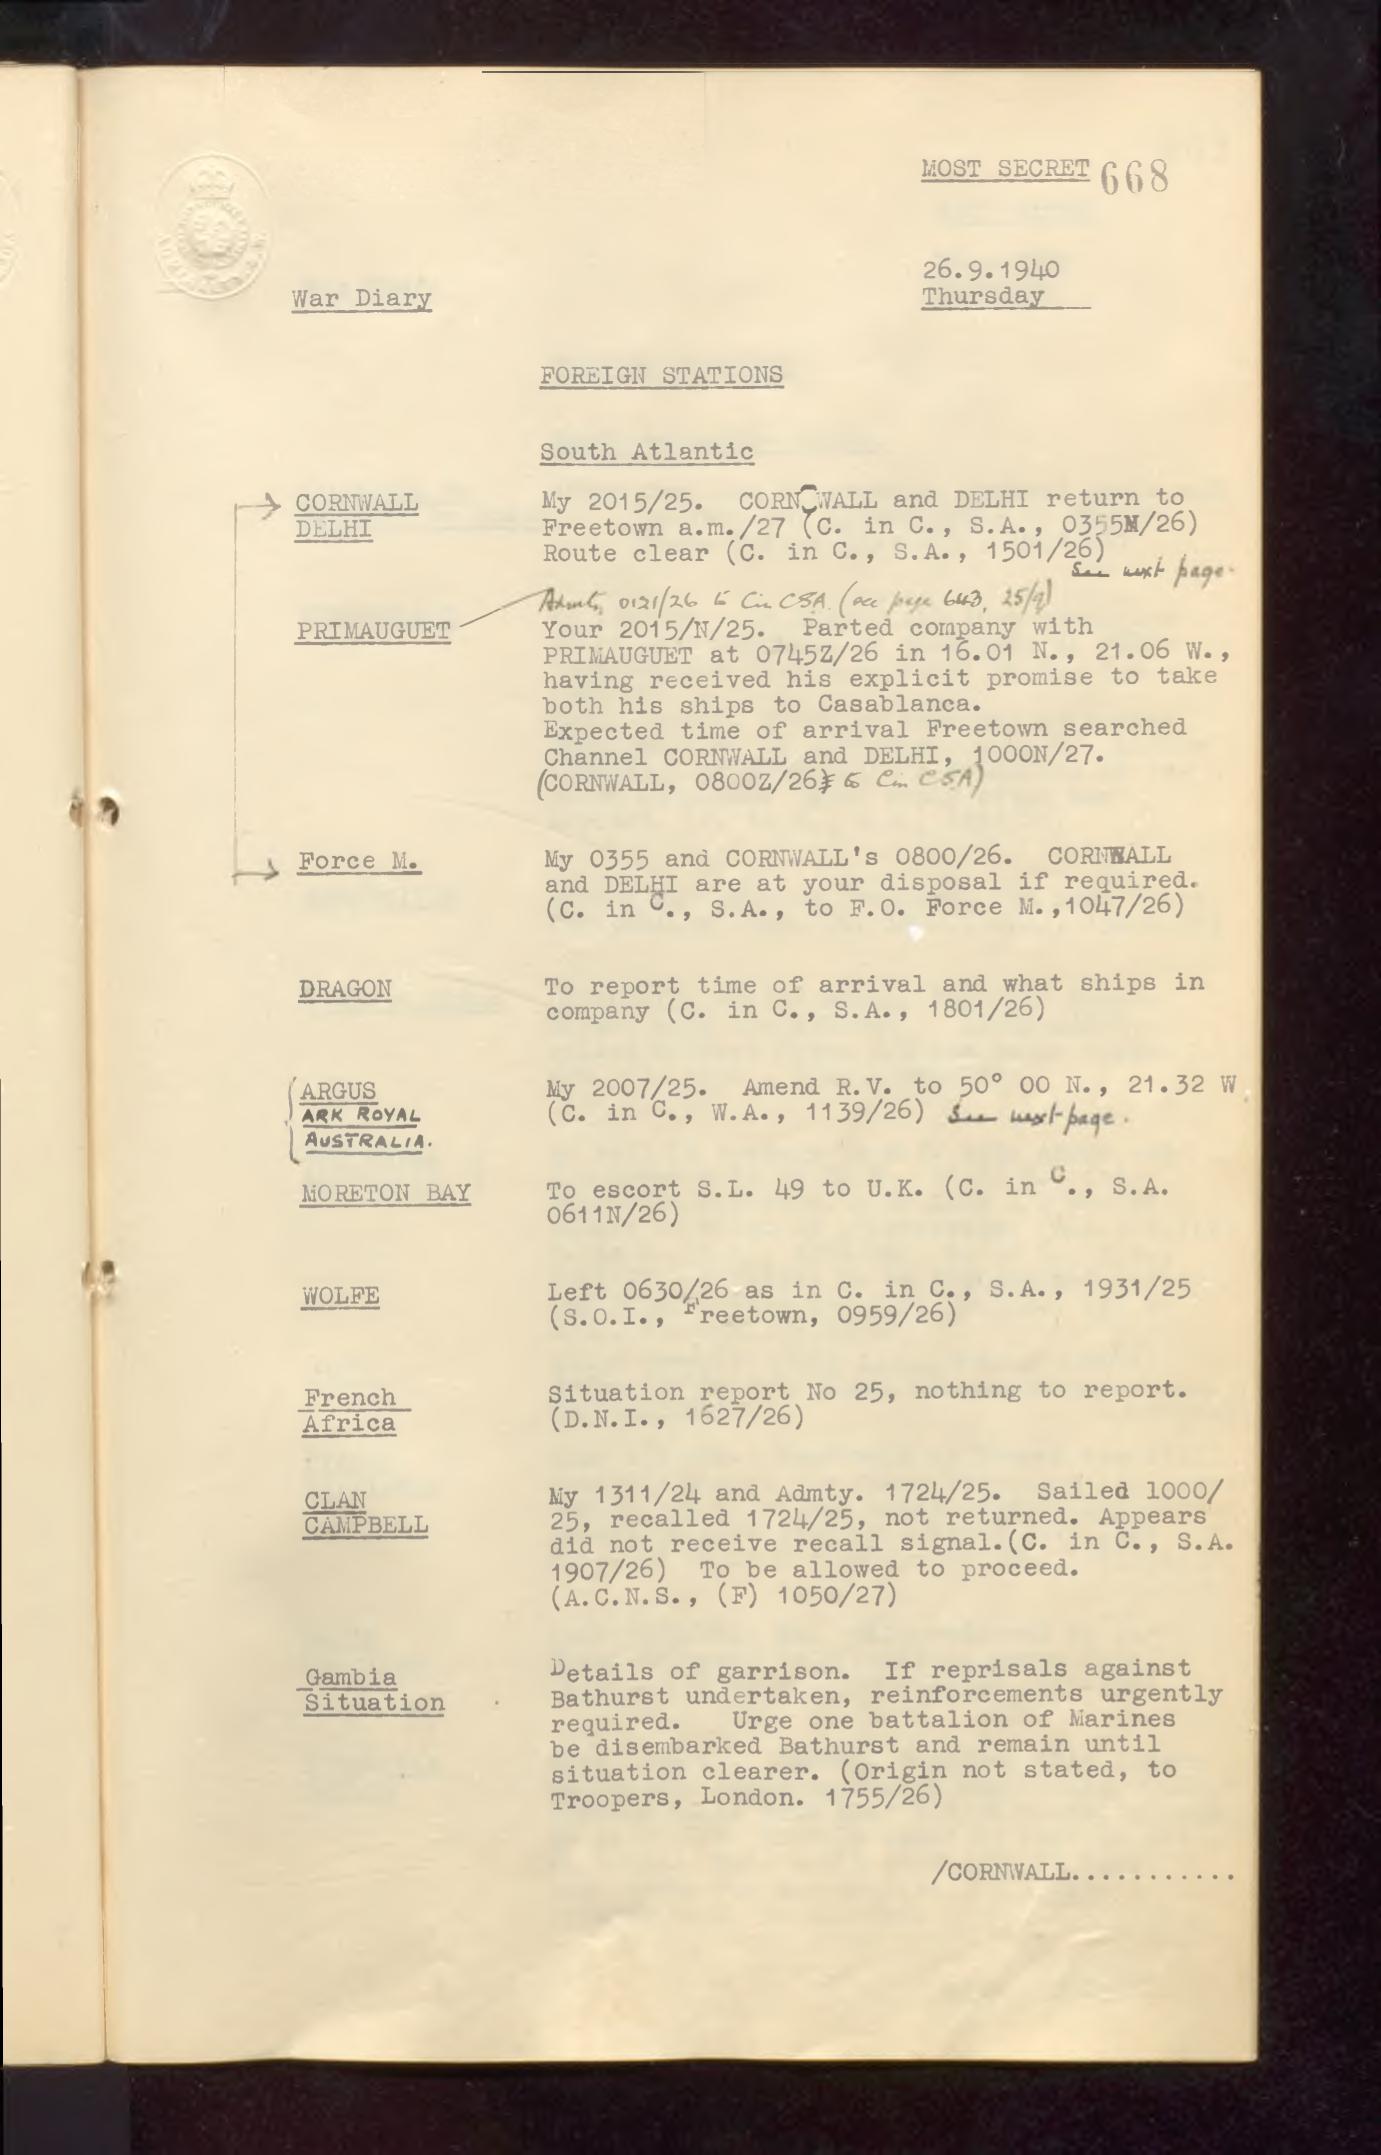 MOST SECRET 668
26.9.1940
War Diary Thursday
FOREIGN STATIONS
South Atlantic
CORNWALL My 2015/25. CORNWALL and DELHI return to
DELHI Freetown a.m./27 (C. in C., S.A., 0355N/26)
Route clear (C. in C., S.A., 1501/26)
See next page.
Admty 0121/26 to C in C S.A. (see page 643, 25/9)
PRIMAUGUET Your 2015/N/25. Parted company with
PRIMAUGUET at 0745Z/26 in 16.01 N., 21.06 W.,
having received his explicit promise to take
both his ships to Casablanca.
Expected time of arrival Freetown searched
Channel CORNWALL and DELHI, 1000N/27.
(CORNWALL, 0800Z/26 to C in C S.A)
Force M. My 0355 and CORNWALL's 0800/26. CORNWALL
and DELHI are at your disposal if required.
(C. in C., S.A., to F.O. Force M.,1047/26)
DRAGON To report time of arrival and what ships in
company (C. in C., S.A., 1801/26)
ARGUS My 2007/25. Amend R.V. to 50° 00 N., 21.32 W.
ARK ROYAL (C. in C., W.A., 1139/26) See next page.
AUSTRALIA.
MORETON BAY To escort S.L. 49 to U.K. (C. in C., S.A.
0611N/26)
WOLFE Left 0630/26 as in C. in C., S.A., 1931/25
(S.O.I., Freetown, 0959/26)
French Situation report No 25, nothing to report.
Africa (D.N.I., 1627/26)
CLAN My 1311/24 and Admty. 1724/25. Sailed 1000/
CAMPBELL 25, recalled 1724/25, not returned. Appears
did not receive recall signal.(C. in C., S.A.
1907/26) To be allowed to proceed.
(A.C.N.S., (F) 1050/27)
Gambia Details of garrison. If reprisals against
Situation Bathurst undertaken, reinforcements urgently
required. Urge one battalion of Marines
be disembarked Bathurst and remain until
situation clearer. (Origin not stated, to
Troopers, London. 1755/26)
/CORNWALL...........